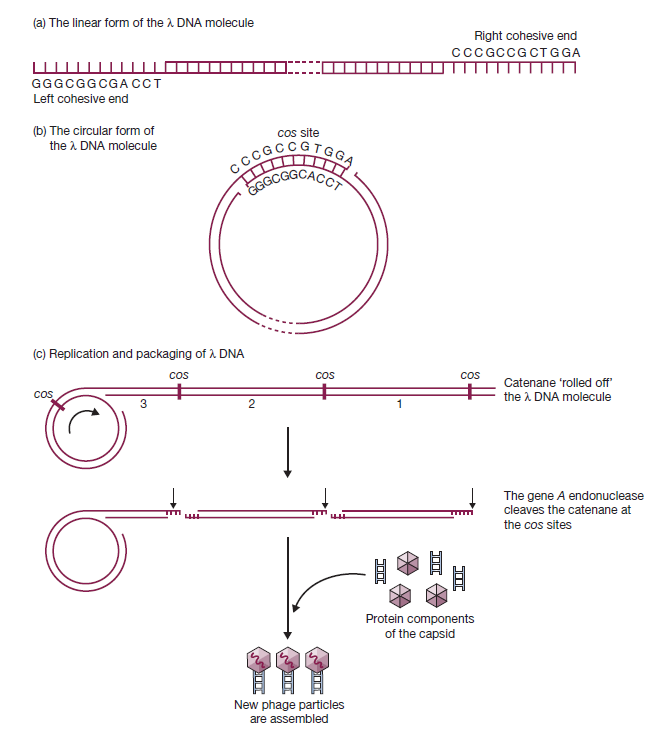 (a) The linear form of the λ DNA molecule
Right cohesive end
CCCGCCGCTGGA
GGGCGGCGACCT
Left cohesive end
(b) The circular form of
the λ DNA molecule
cos site
CCCGCCGTGGA
GGGCGGCACCT
(c) Replication and packaging of λ DNA
cos
cos
cos
cos
Catenane ‘rolled off’
the λ DNA molecule
3
2
1
The gene A endonuclease
cleaves the catenane at
the cos sites
Protein components
of the capsid
New phage particles
are assembled